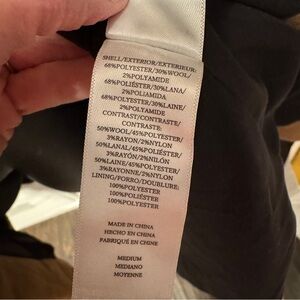 SHELL/EXTERIOR/EXTERIEUR:
68%POLYESTER/30%WOOL/
2%POLYAMIDE
68%POLIÉSTER/30%LANA/
2%POLIAMIDA
68%POLYESTER/30%LAINE/
2%POLYAMIDE
CONTRAST/CONTRASTE/
CONTRASTE:
50%WOOL/45%POLYESTER/
3%RAYON/2%NYLON
50%LANAL/45%POLIÉSTER/
3%RAYÓN/2%NILÓN
50%LAINE/45%POLYESTER/
3%RAYONNE/2%NYLON
LINING/FORRO/DOUBLURE:
100%POLYESTER
100%POLIÉSTER
100%POLYESTER
MADE IN CHINA
HECHO EN CHINA
FABRIQUÉ EN CHINE
MEDIUM
MEDIANO
MOYENNE